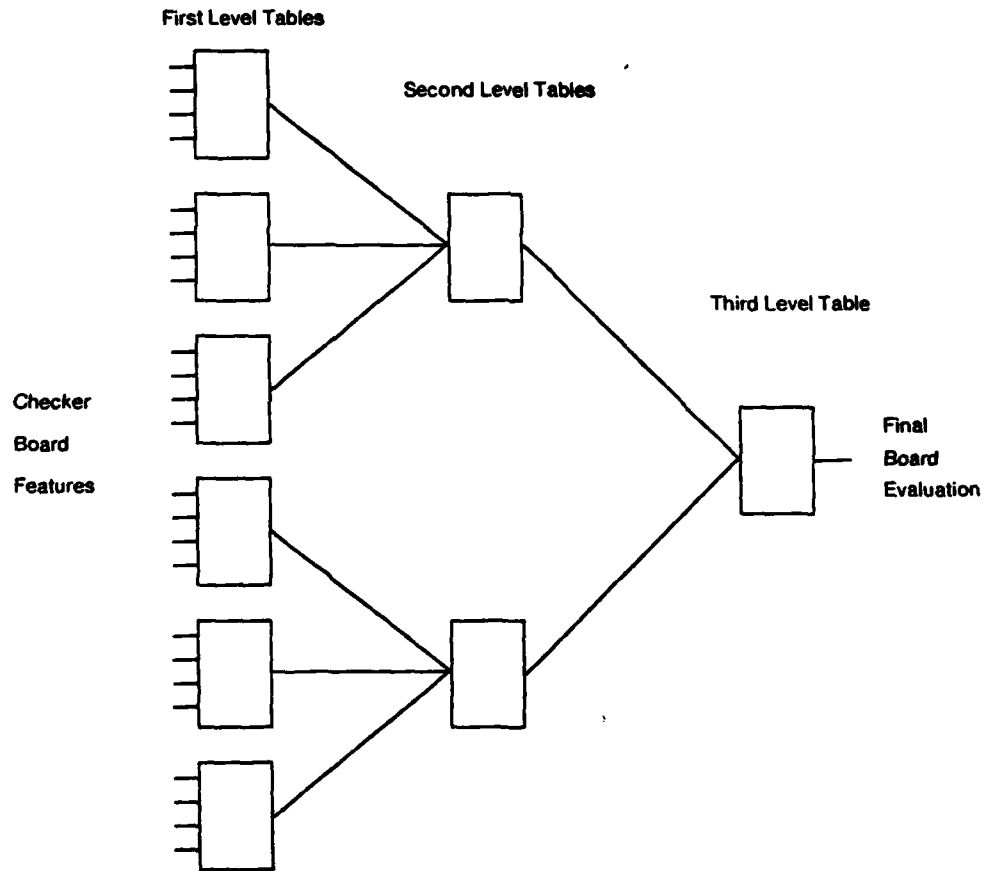 First Level Tables
Second Level Tables
Third Level Table
Checker
Board
Features
Final
Board
Evaluation